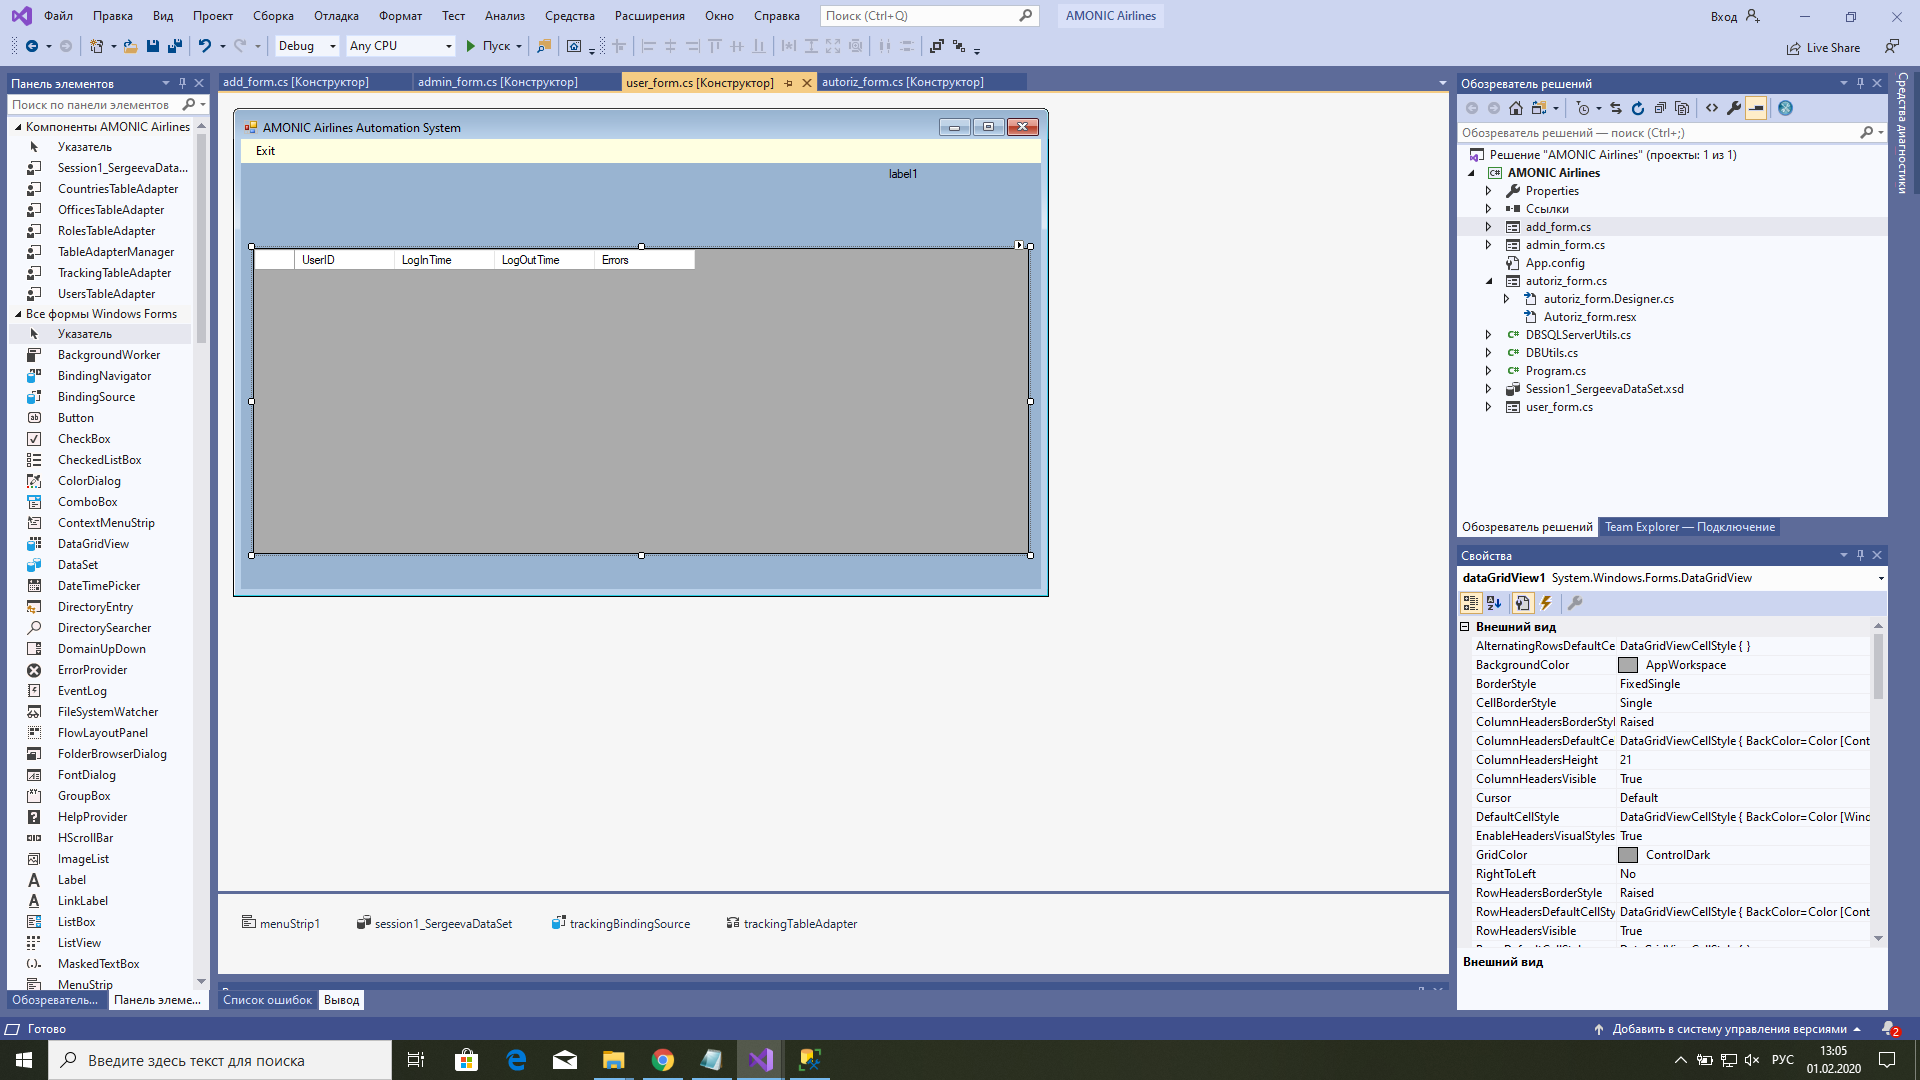 Файл Правка Вид Проект Сборка Отладка Формат Тест Анализ Средства Расширения Окно Справка Поиск (Ctrl+Q) AMONIC Airlines Вход
Debug Any CPU Пуск Live Share
Панель элементов
Поиск по панели элементов
Компоненты AMONIC Airlines
Указатель
Session1_SergeevaData...
CountriesTableAdapter
OfficesTableAdapter
RolesTableAdapter
TableAdapterManager
TrackingTableAdapter
UsersTableAdapter
Все формы Windows Forms
Указатель
BackgroundWorker
BindingNavigator
BindingSource
Button
CheckBox
CheckedListBox
ColorDialog
ComboBox
ContextMenuStrip
DataGridView
DataSet
DateTimePicker
DirectoryEntry
DirectorySearcher
DomainUpDown
ErrorProvider
EventLog
FileSystemWatcher
FlowLayoutPanel
FolderBrowserDialog
FontDialog
GroupBox
HelpProvider
HScrollBar
ImageList
Label
LinkLabel
ListBox
ListView
MaskedTextBox
MenuStrip
Обозреватель... Панель элеме...
add_form.cs [Конструктор] admin_form.cs [Конструктор] user_form.cs [Конструктор] autoriz_form.cs [Конструктор]
AMONIC Airlines Automation System
Exit
label1
UserID LogInTime LogOutTime Errors
menuStrip1 session1_SergeevaDataSet trackingBindingSource trackingTableAdapter
Список ошибок Вывод
Обозреватель решений
Обозреватель решений — поиск (Ctrl+;)
Решение "AMONIC Airlines" (проекты: 1 из 1)
AMONIC Airlines
Properties
Ссылки
add_form.cs
admin_form.cs
App.config
autoriz_form.cs
autoriz_form.Designer.cs
Autoriz_form.resx
DBSQLServerUtils.cs
DBUtils.cs
Program.cs
Session1_SergeevaDataSet.xsd
user_form.cs
Обозреватель решений Team Explorer — Подключение
Свойства
dataGridView1 System.Windows.Forms.DataGridView
Внешний вид
AlternatingRowsDefaultCe DataGridViewCellStyle { }
BackgroundColor AppWorkspace
BorderStyle FixedSingle
CellBorderStyle Single
ColumnHeadersBorderStyl Raised
ColumnHeadersDefaultCe DataGridViewCellStyle { BackColor=Color [Cont
ColumnHeadersHeight 21
ColumnHeadersVisible True
Cursor Default
DefaultCellStyle DataGridViewCellStyle { BackColor=Color [Wind
EnableHeadersVisualStyles True
GridColor ControlDark
RightToLeft No
RowHeadersBorderStyle Raised
RowHeadersDefaultCellSty DataGridViewCellStyle { BackColor=Color [Cont
RowHeadersVisible True
Внешний вид
Средства диагностики
Готово Добавить в систему управления версиями 2
Введите здесь текст для поиска РУС 13:05
01.02.2020